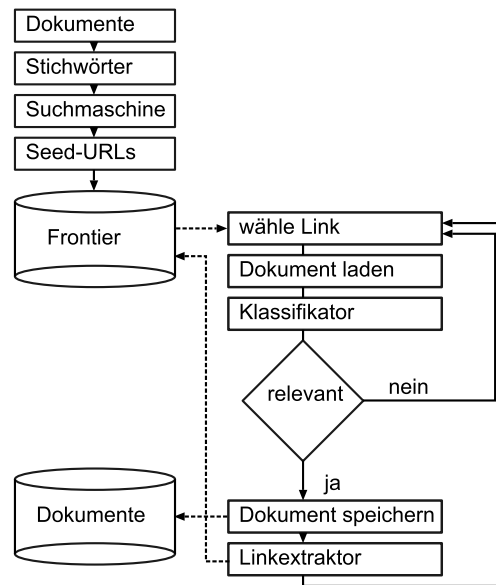 Dokumente
Stichwörter
Suchmaschine
Seed-URLs
Frontier
wähle Link
Dokument laden
Klassifikator
relevant
nein
ja
Dokumente
Dokument speichern
Linkextraktor